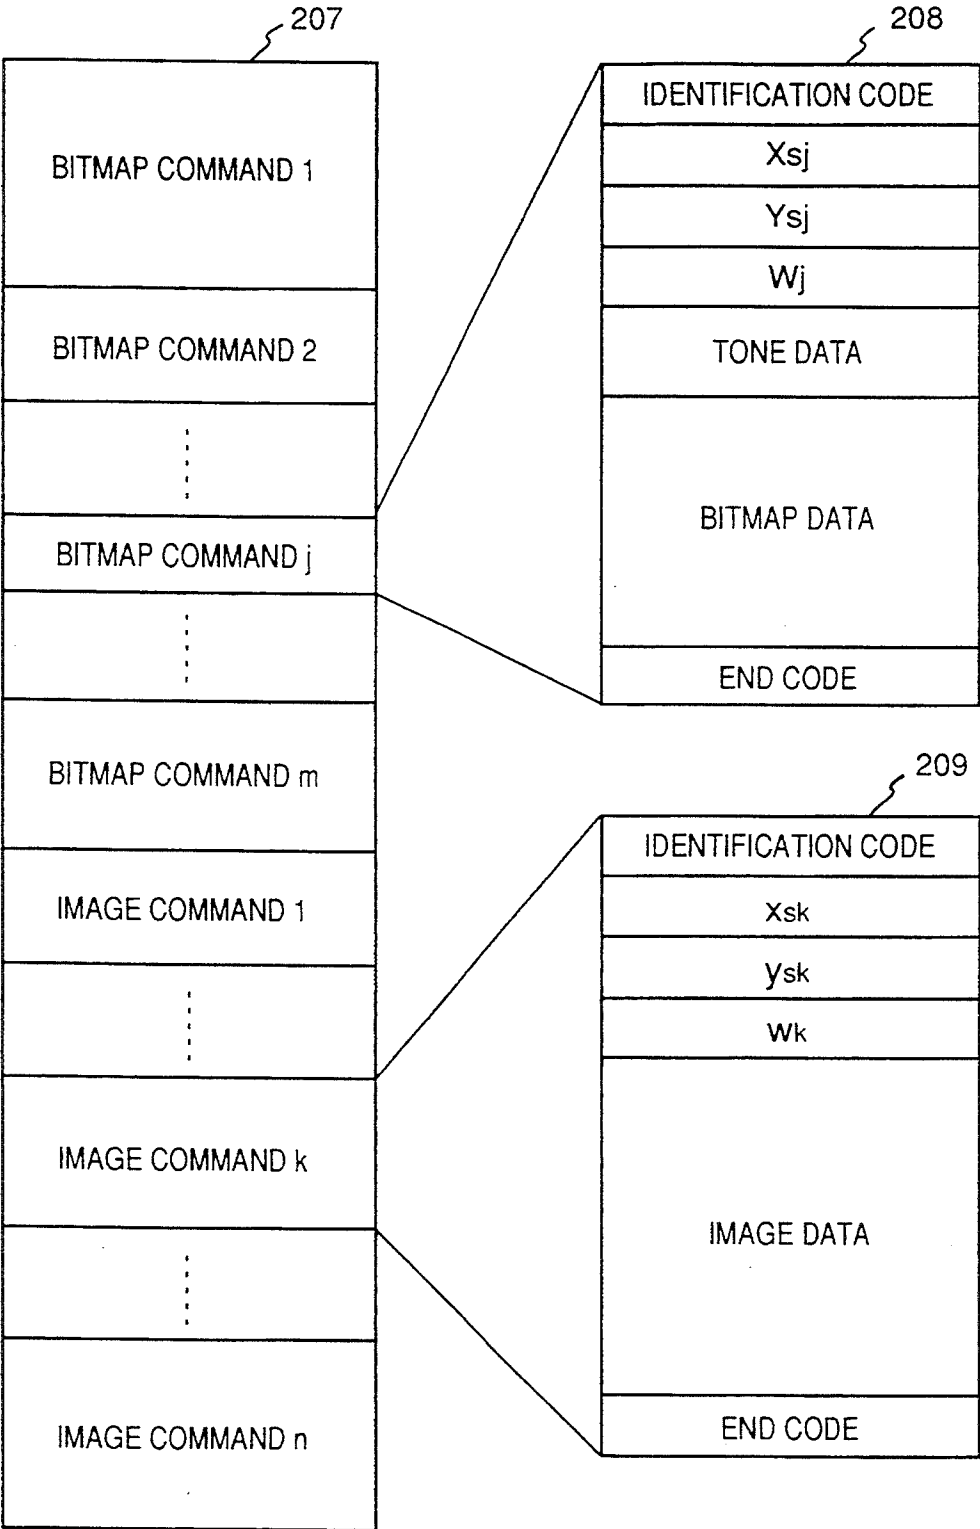 207
BITMAP COMMAND 1
BITMAP COMMAND 2
BITMAP COMMAND j
BITMAP COMMAND m
IMAGE COMMAND 1
IMAGE COMMAND k
IMAGE COMMAND n
208
IDENTIFICATION CODE
Xsj
Ysj
Wj
TONE DATA
BITMAP DATA
END CODE
209
IDENTIFICATION CODE
xsk
ysk
wk
IMAGE DATA
END CODE